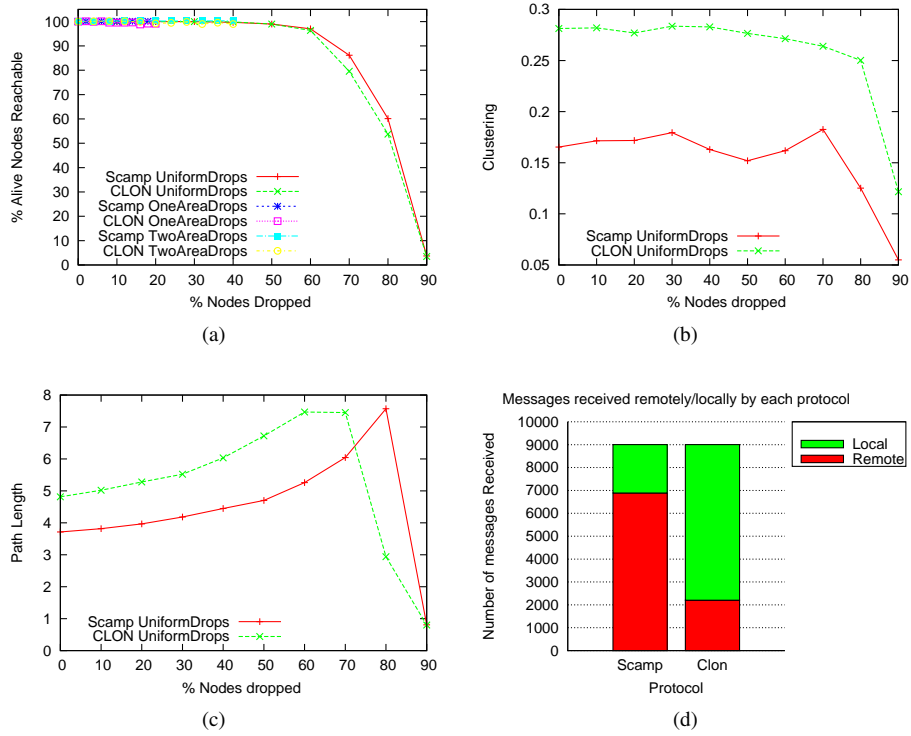 100
90
80
70
60
50
40
30
20
10
0
% Alive Nodes Reachable
Scamp UniformDrops
CLON UniformDrops
Scamp OneAreaDrops
CLON OneAreaDrops
Scamp TwoAreaDrops
CLON TwoAreaDrops
0 10 20 30 40 50 60 70 80 90
% Nodes Dropped
(a)
0.3
0.25
0.2
0.15
0.1
0.05
Clustering
Scamp UniformDrops
CLON UniformDrops
0 10 20 30 40 50 60 70 80 90
% Nodes dropped
(b)
8
7
6
5
4
3
2
1
0
Path Length
Scamp UniformDrops
CLON UniformDrops
0 10 20 30 40 50 60 70 80 90
% Nodes dropped
(c)
Messages received remotely/locally by each protocol
10000
9000
8000
7000
6000
5000
4000
3000
2000
1000
0
Number of messages Received
Local
Remote
Scamp Clon
Protocol
(d)